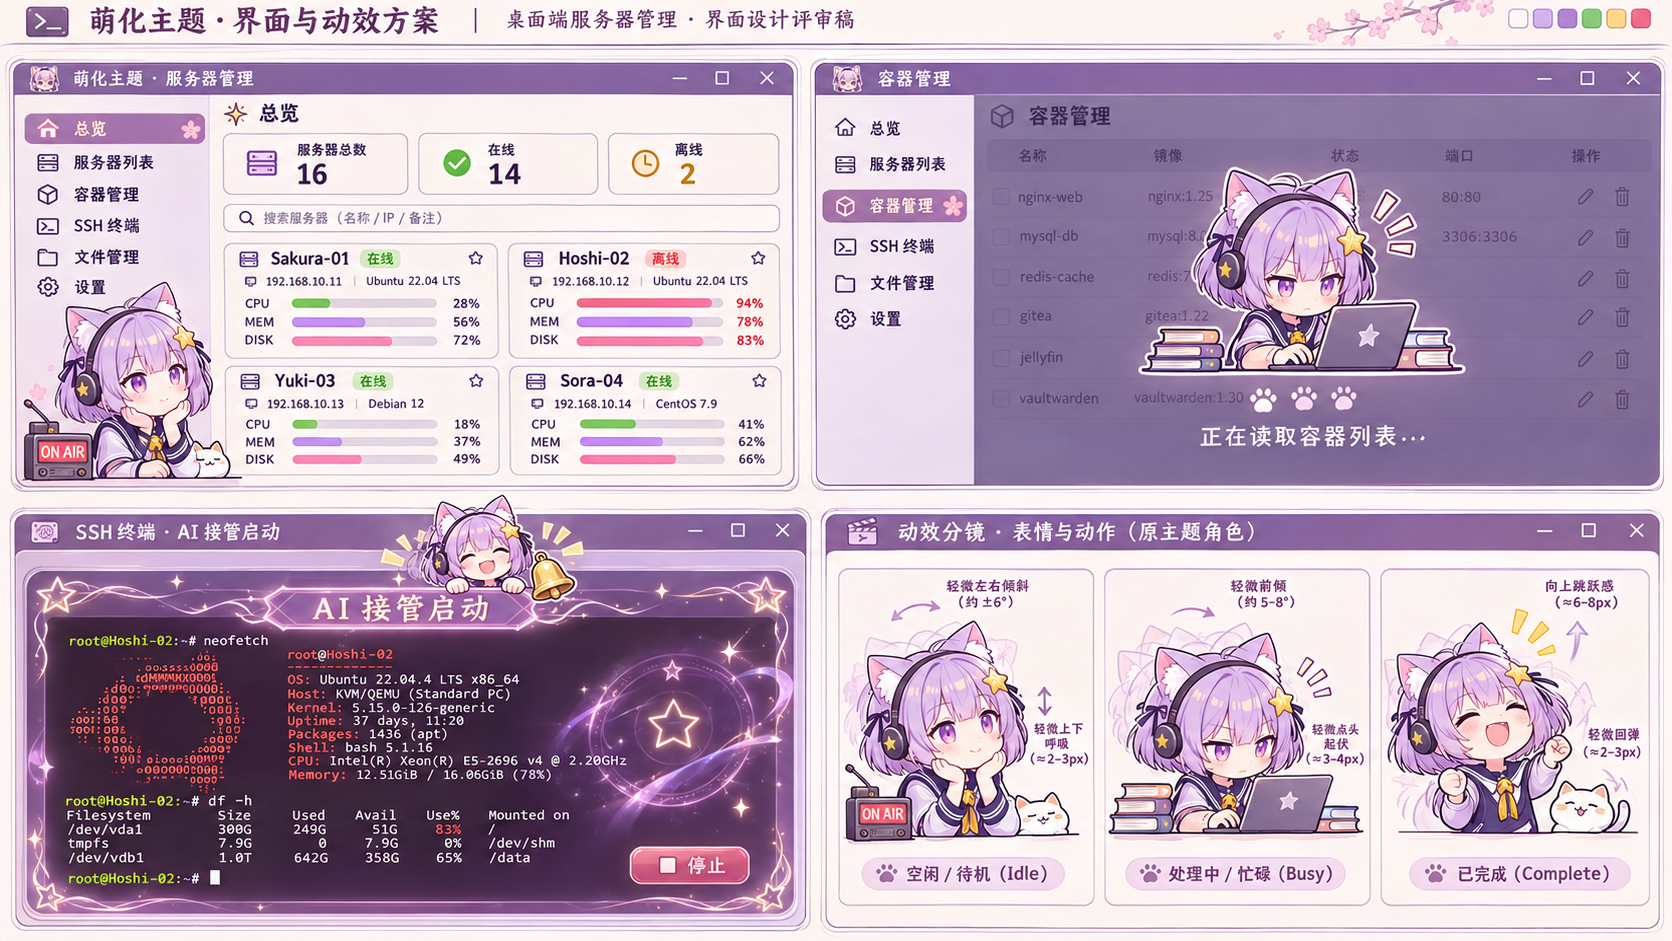 萌化主题·界面与动效方案 | 桌面端服务器管理·界面设计评审稿
萌化主题·服务器管理
总览
服务器列表
容器管理
SSH 终端
文件管理
设置
ON AIR
总览
服务器总数
16
在线
14
离线
2
搜索服务器（名称 / IP / 备注）
Sakura-01 在线
192.168.10.11 | Ubuntu 22.04 LTS
CPU 28%
MEM 56%
DISK 72%
Hoshi-02 离线
192.168.10.12 | Ubuntu 22.04 LTS
CPU 94%
MEM 78%
DISK 83%
Yuki-03 在线
192.168.10.13 | Debian 12
CPU 18%
MEM 37%
DISK 49%
Sora-04 在线
192.168.10.14 | CentOS 7.9
CPU 41%
MEM 62%
DISK 66%
容器管理
总览
服务器列表
容器管理
SSH 终端
文件管理
设置
容器管理
名称 镜像 状态 端口 操作
nginx-web nginx:1.25 80:80
mysql-db mysql:8. 3306:3306
redis-cache redis:7
gitea gitea:1.22
jellyfin
vaultwarden vaultwarden:1.30
正在读取容器列表···
SSH 终端·AI 接管启动
AI 接管启动
root@Hoshi-02:~# neofetch
root@Hoshi-02
-------------
OS: Ubuntu 22.04.4 LTS x86_64
Host: KVM/QEMU (Standard PC)
Kernel: 5.15.0-126-generic
Uptime: 37 days, 11:20
Packages: 1436 (apt)
Shell: bash 5.1.16
CPU: Intel(R) Xeon(R) E5-2696 v4 @ 2.20GHz
Memory: 12.51GiB / 16.06GiB (78%)
root@Hoshi-02:~# df -h
Filesystem Size Used Avail Use% Mounted on
/dev/vda1 300G 249G 51G 83% /
tmpfs 7.9G 0 7.9G 0% /dev/shm
/dev/vdb1 1.0T 642G 358G 65% /data
root@Hoshi-02:~#
停止
动效分镜·表情与动作（原主题角色）
轻微左右倾斜
（约 ±6°）
轻微上下
呼吸
（≈2–3px）
ON AIR
空闲 / 待机（Idle）
轻微前倾
（约 5–8°）
轻微点头
起伏
（≈3–4px）
处理中 / 忙碌（Busy）
向上跳跃感
（≈6–8px）
轻微回弹
（≈2–3px）
已完成（Complete）